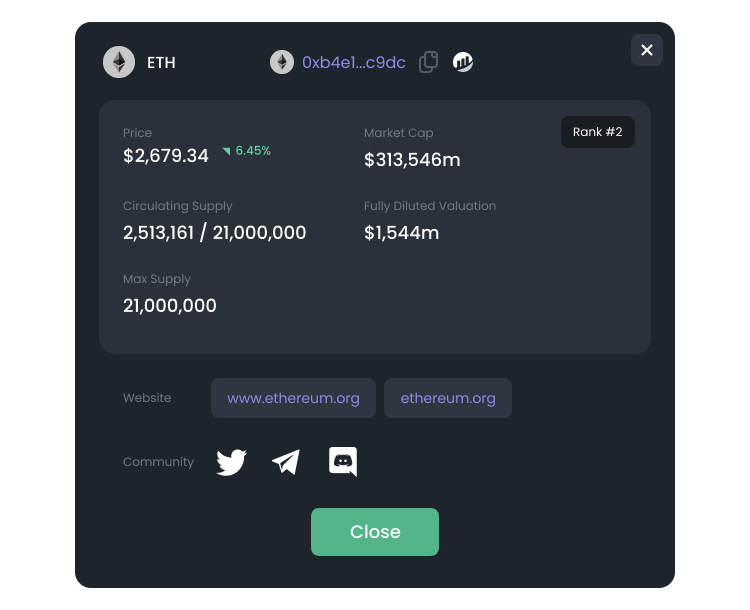 ETH
0xb4e1...c9dc
Rank #2
Price
$2,679.34
6.45%
Market Cap
$313,546m
Circulating Supply
2,513,161 / 21,000,000
Fully Diluted Valuation
$1,544m
Max Supply
21,000,000
Website
www.ethereum.org
ethereum.org
Community
Close